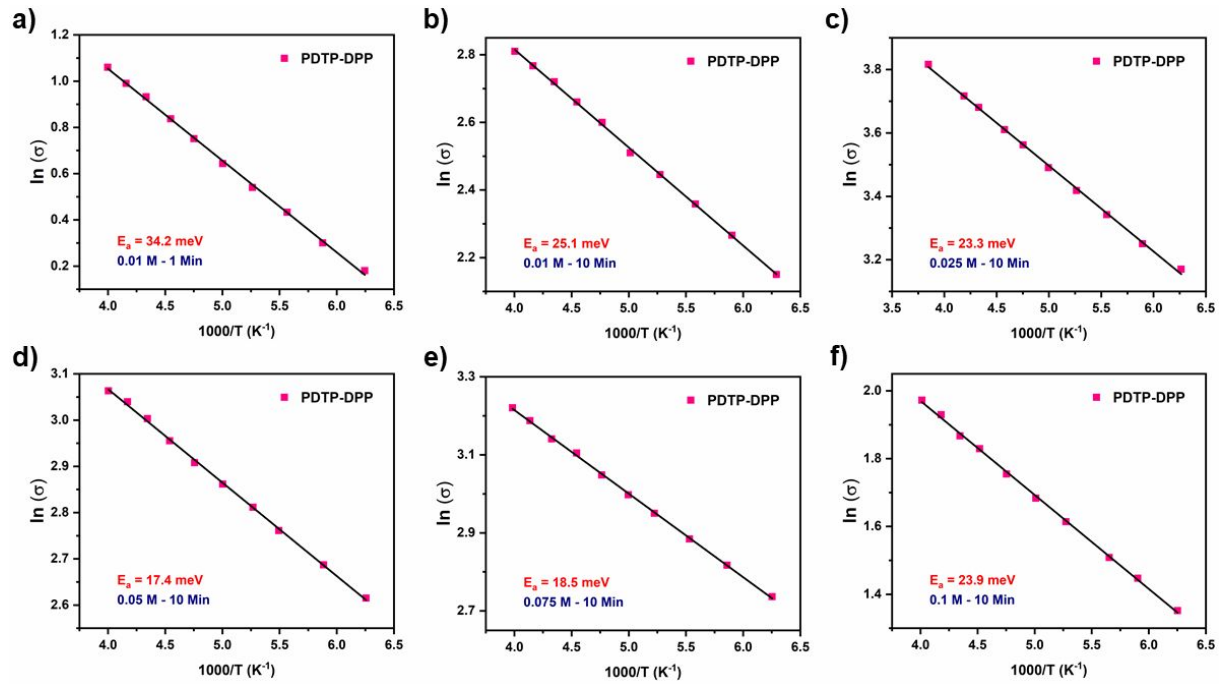 a)
1.2
1.0
0.8
0.6
0.4
0.2
ln (σ)
PDTP-DPP
Ea = 34.2 meV
0.01 M - 1 Min
4.0 4.5 5.0 5.5 6.0 6.5
1000/T (K-1)
b)
2.8
2.6
2.4
2.2
ln (σ)
PDTP-DPP
Ea = 25.1 meV
0.01 M - 10 Min
4.0 4.5 5.0 5.5 6.0 6.5
1000/T (K-1)
c)
3.8
3.6
3.4
3.2
ln (σ)
PDTP-DPP
Ea = 23.3 meV
0.025 M - 10 Min
3.5 4.0 4.5 5.0 5.5 6.0 6.5
1000/T (K-1)
d)
3.1
3.0
2.9
2.8
2.7
2.6
ln (σ)
PDTP-DPP
Ea = 17.4 meV
0.05 M - 10 Min
4.0 4.5 5.0 5.5 6.0 6.5
1000/T (K-1)
e)
3.3
3.2
3.0
2.9
2.7
ln (σ)
PDTP-DPP
Ea = 18.5 meV
0.075 M - 10 Min
4.0 4.5 5.0 5.5 6.0 6.5
1000/T (K-1)
f)
2.0
1.8
1.6
1.4
ln (σ)
PDTP-DPP
Ea = 23.9 meV
0.1 M - 10 Min
4.0 4.5 5.0 5.5 6.0 6.5
1000/T (K-1)